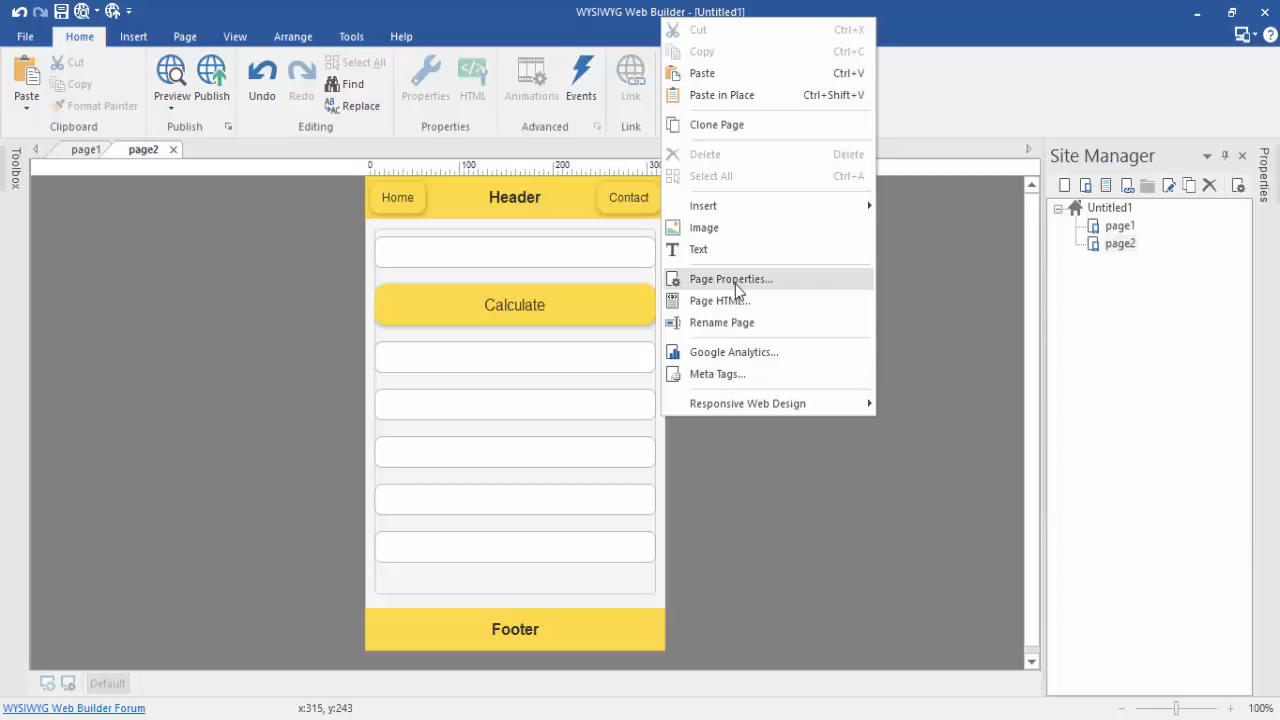 WYSIWYG Web Builder - [Untitled1]
File Home Insert Page View Arrange Tools Help
Paste
Cut
Copy
Format Painter
Clipboard
Preview Publish
Publish
Undo Redo
Select All
Find
Replace
Editing
Properties HTML
Properties
Animations Events
Advanced
Link
Link
Cut Ctrl+X
Copy Ctrl+C
Paste Ctrl+V
Paste in Place Ctrl+Shift+V
Clone Page
Delete Delete
Select All Ctrl+A
Insert
Image
Text
Page Properties...
Page HTML...
Rename Page
Google Analytics...
Meta Tags...
Responsive Web Design
Toolbox
page1 page2
0 100 200 300
Home Header Contact
Calculate
Footer
Site Manager
Untitled1
page1
page2
Properties
Default
WYSIWYG Web Builder Forum x:315, y:243 100%